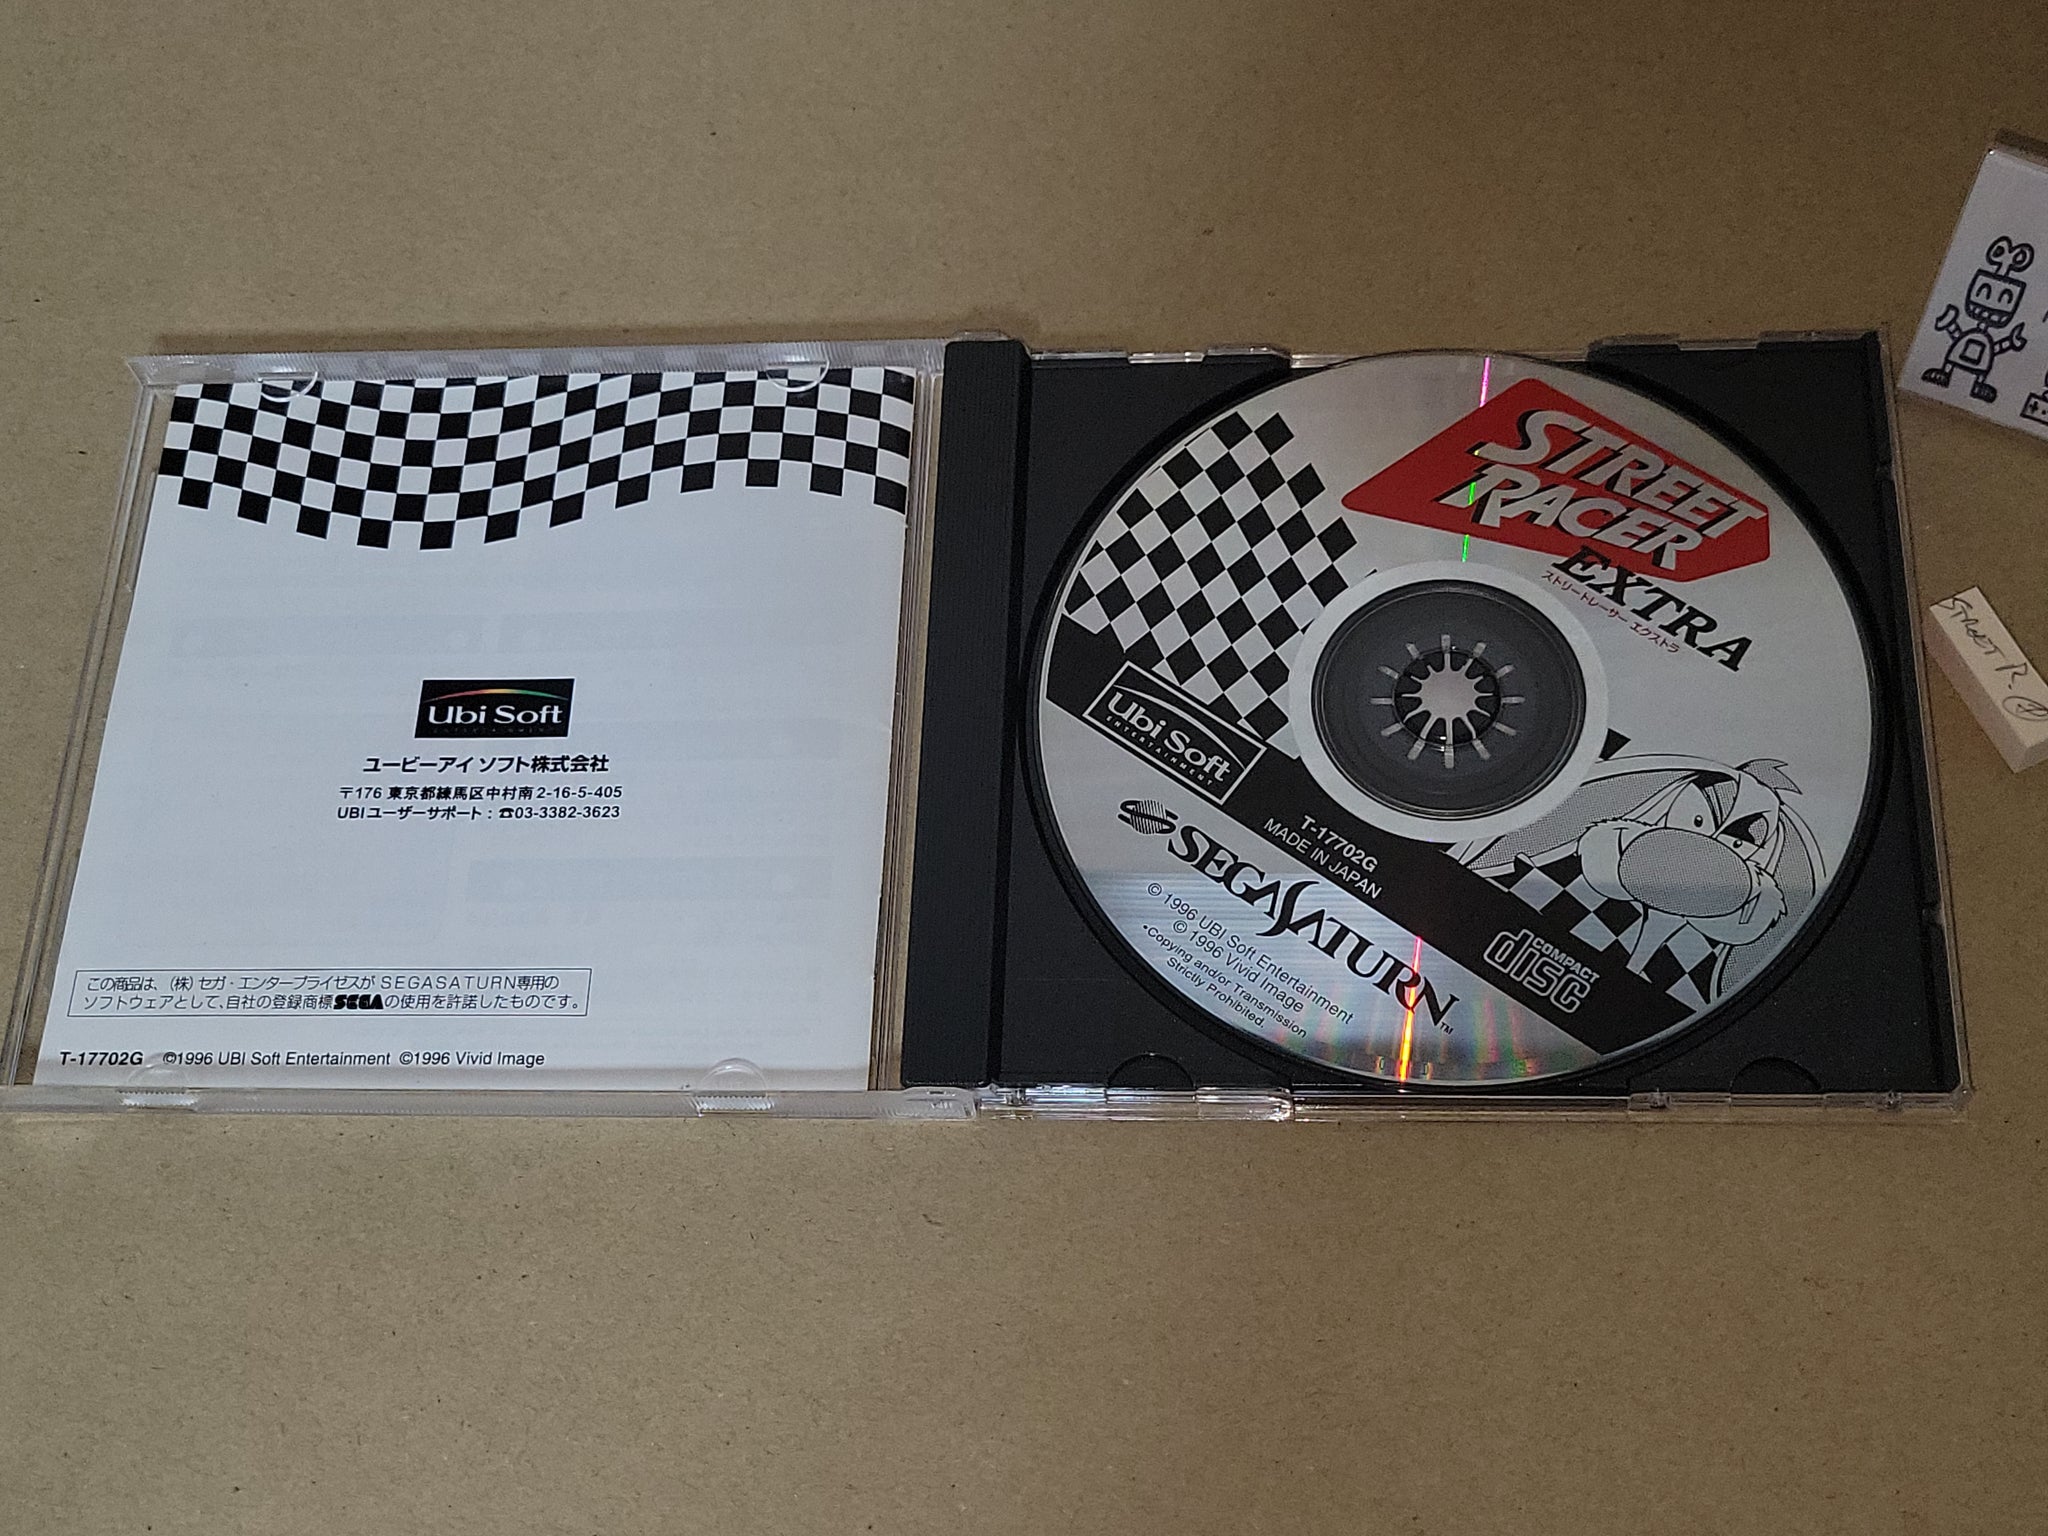 Ubi Soft
ENTERTAINMENT
ユービーアイ ソフト株式会社
〒176 東京都練馬区中村南2-16-5-405
UBIユーザーサポート：☎03-3382-3623
この商品は、(株)セガ・エンタープライゼスがSEGASATURN専用の
ソフトウェアとして、自社の登録商標SEGAの使用を許諾したものです。
T-17702G ©1996 UBI Soft Entertainment ©1996 Vivid Image
STREET
RACER
EXTRA
ストリートレーサー エクストラ
Ubi Soft
ENTERTAINMENT
T-17702G
MADE IN JAPAN
SEGA SATURN™
© 1996 UBI Soft Entertainment
© 1996 Vivid Image
•Copying and/or Transmission
Strictly Prohibited.
COMPACT
disc
STREET R.